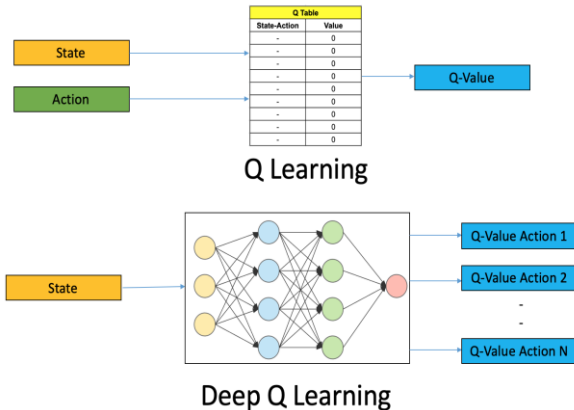 Q Table
State-Action Value
- 0
- 0
- 0
- 0
- 0
- 0
- 0
- 0
- 0
State
Action
Q-Value
Q Learning
State
Q-Value Action 1
Q-Value Action 2
-
-
Q-Value Action N
Deep Q Learning